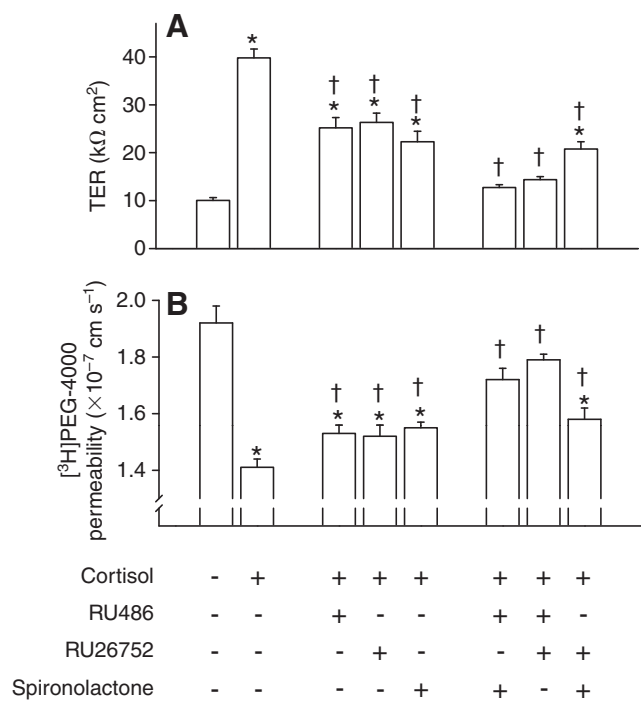 A
TER (kΩ cm²)
40
30
20
10
0
*
† * † * † *
† † † *
B
[³H]PEG-4000
permeability (×10⁻⁷ cm s⁻¹)
2.0
1.8
1.6
1.4
*
† * † * † *
† † † *
Cortisol - + + + + + + +
RU486 - - + - - + + -
RU26752 - - - + - - + +
Spironolactone - - - - + + - +